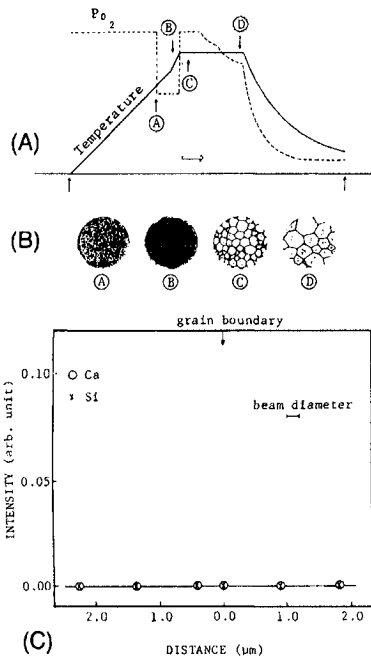 P O₂
Ⓑ
Ⓓ
Ⓒ
Ⓐ
Temperature
(A)
(B)
Ⓐ Ⓑ Ⓒ Ⓓ
grain boundary
○ Ca
× Si
beam diameter
0.10
0.05
0.00
INTENSITY (arb. unit)
2.0 1.0 0.0 1.0 2.0
(C)
DISTANCE (μm)